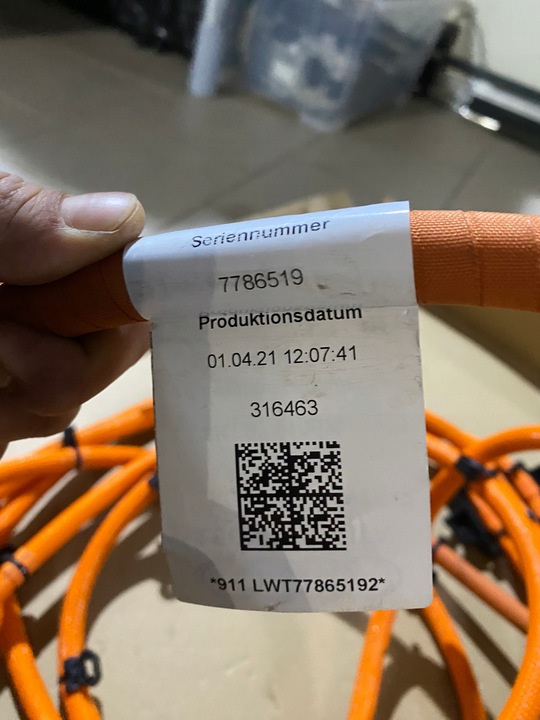 Seriennummer
7786519
Produktionsdatum
01.04.21 12:07:41
316463
*911 LWT77865192*